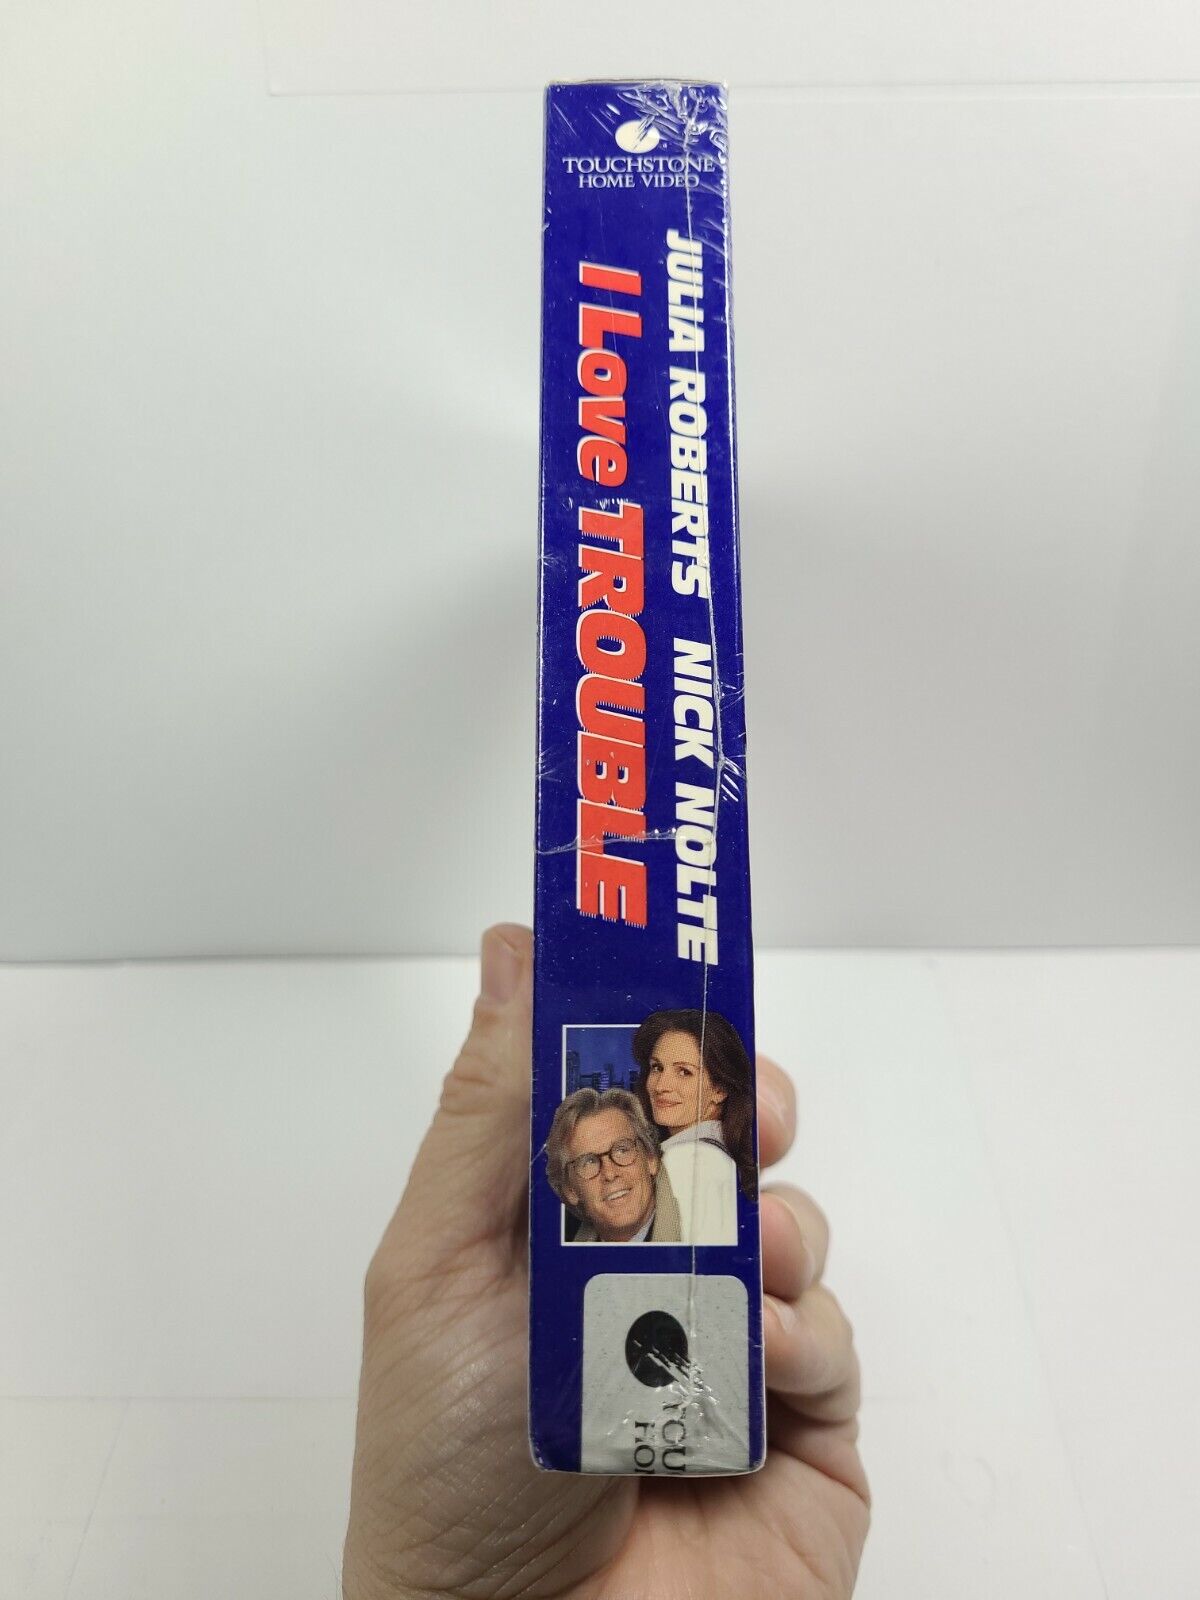 TOUCHSTONE
HOME VIDEO
JULIA ROBERTS NICK NOLTE
I Love TROUBLE